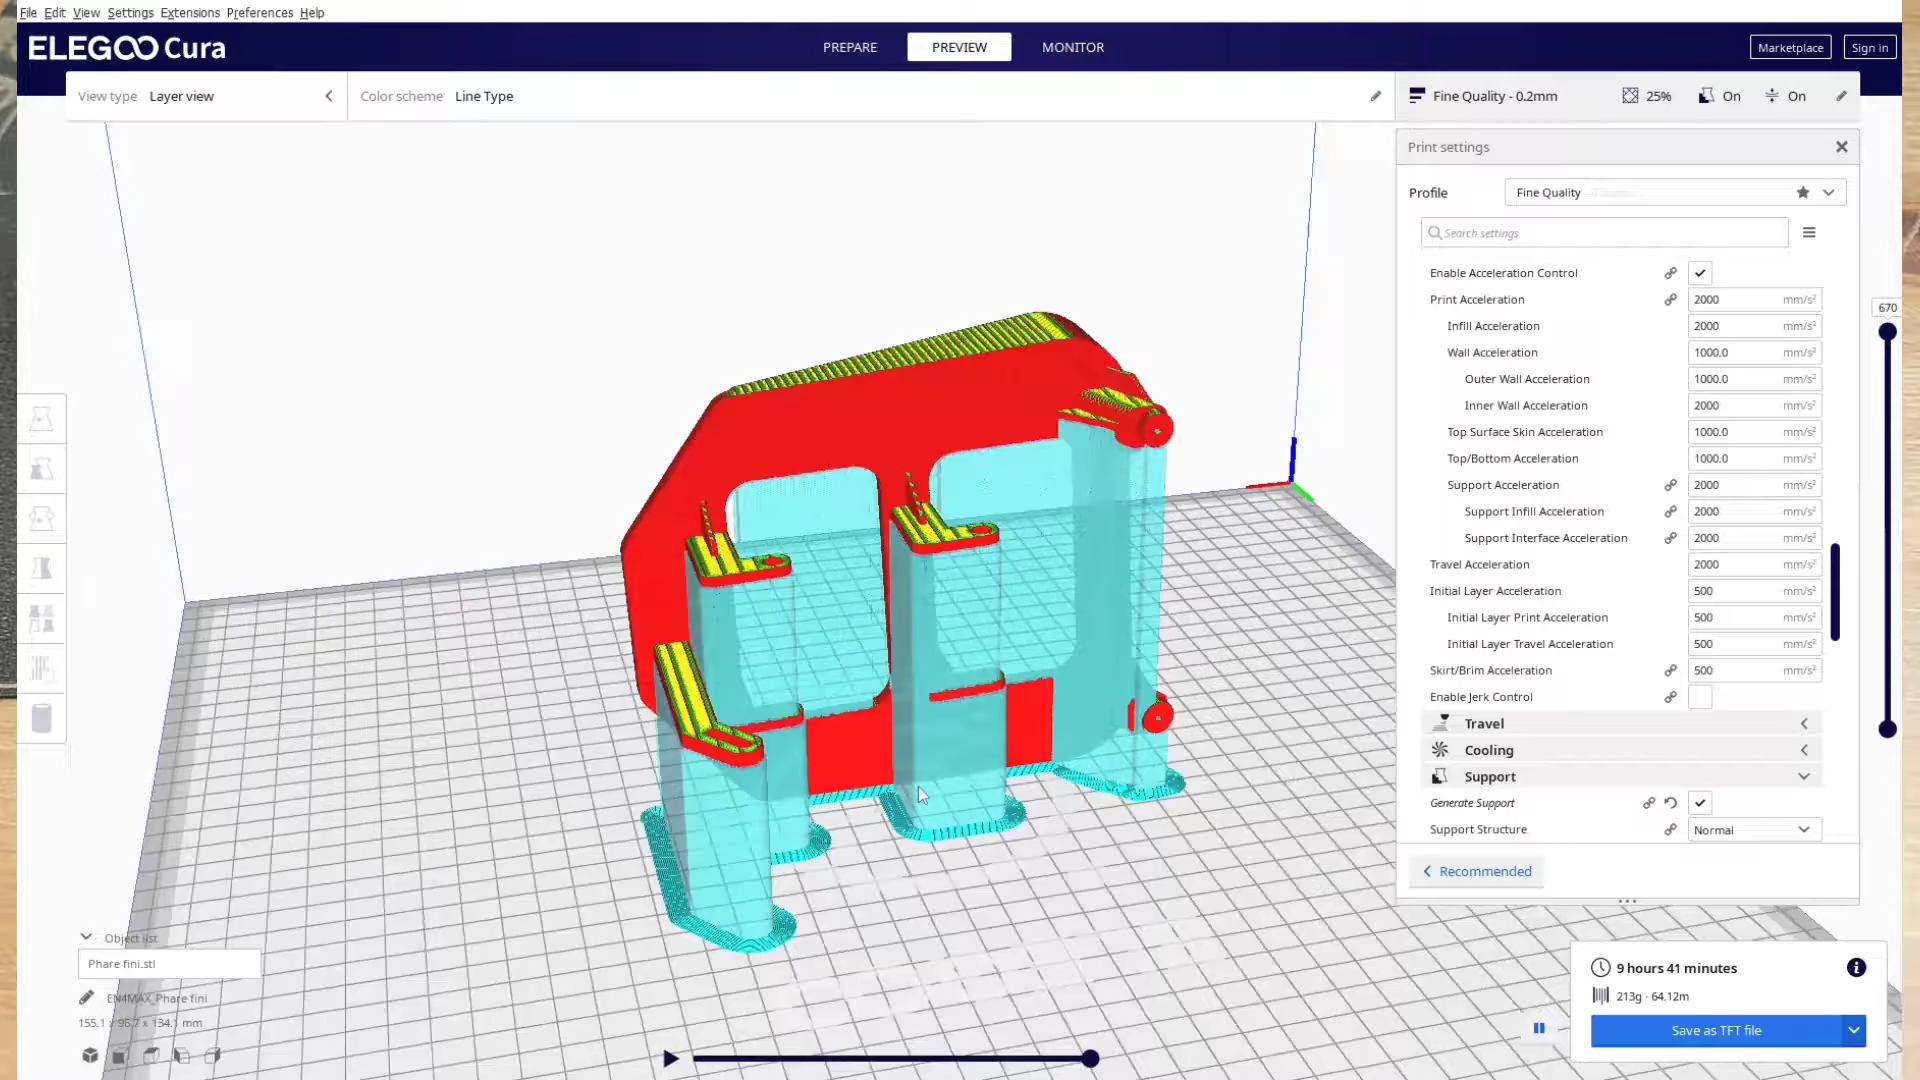 File Edit View Settings Extensions Preferences Help
ELEGOO Cura
PREPARE PREVIEW MONITOR
Marketplace Sign in
View type Layer view
Color scheme Line Type
Fine Quality - 0.2mm 25% On On
Print settings
Profile Fine Quality
Search settings
Enable Acceleration Control
Print Acceleration 2000 mm/s²
Infill Acceleration 2000 mm/s²
Wall Acceleration 1000.0 mm/s²
Outer Wall Acceleration 1000.0 mm/s²
Inner Wall Acceleration 2000 mm/s²
Top Surface Skin Acceleration 1000.0 mm/s²
Top/Bottom Acceleration 1000.0 mm/s²
Support Acceleration 2000 mm/s²
Support Infill Acceleration 2000 mm/s²
Support Interface Acceleration 2000 mm/s²
Travel Acceleration 2000 mm/s²
Initial Layer Acceleration 500 mm/s²
Initial Layer Print Acceleration 500 mm/s²
Initial Layer Travel Acceleration 500 mm/s²
Skirt/Brim Acceleration 500 mm/s²
Enable Jerk Control
Travel
Cooling
Support
Generate Support
Support Structure Normal
Recommended
670
Object list
Phare fini.stl
EN4MAX_Phare fini
155.1 x 96.7 x 134.1 mm
9 hours 41 minutes
213g · 64.12m
Save as TFT file